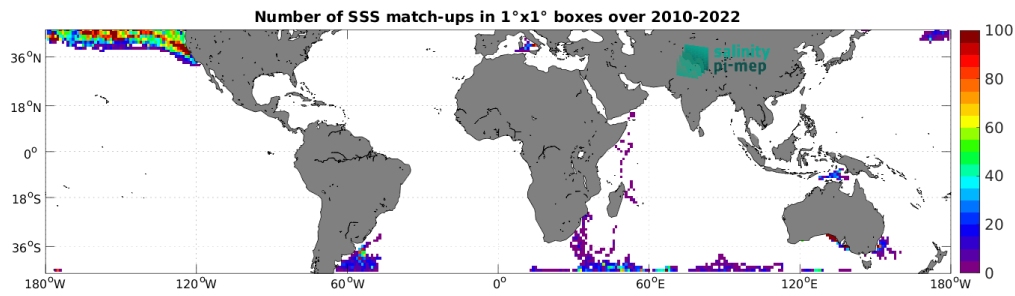 Number of SSS match-ups in 1°x1° boxes over 2010-2022
salinity
pi-mep
36°N
18°N
0°
18°S
36°S
180°W
120°W
60°W
0°
60°E
120°E
180°W
100
80
60
40
20
0